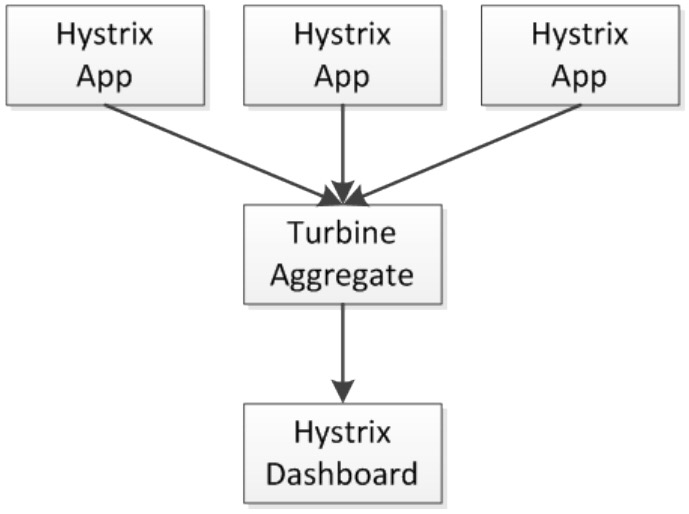 Hystrix
App
Hystrix
App
Hystrix
App
Turbine
Aggregate
Hystrix
Dashboard